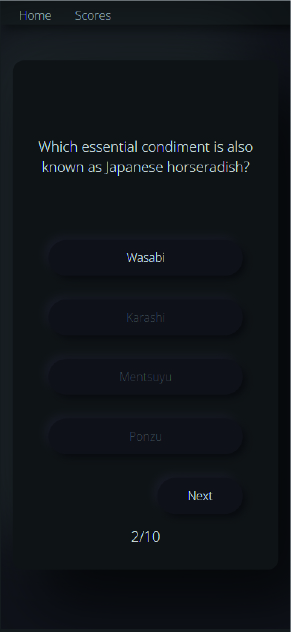 Home Scores
Which essential condiment is also
known as Japanese horseradish?
Wasabi
Karashi
Mentsuyu
Ponzu
Next
2/10